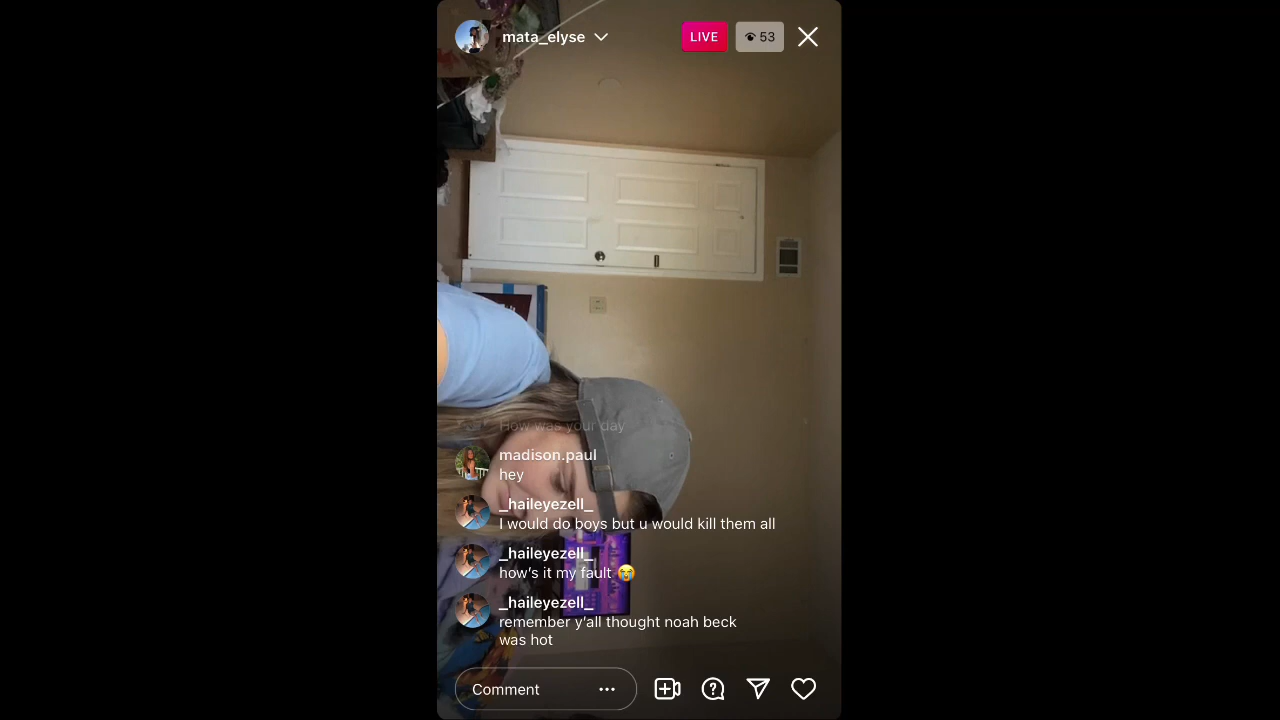 mata_elyse
LIVE
53
How was your day
madison.paul
hey
_haileyezell_
I would do boys but u would kill them all
_haileyezell_
how's it my fault 😭
_haileyezell_
remember y'all thought noah beck
was hot
Comment